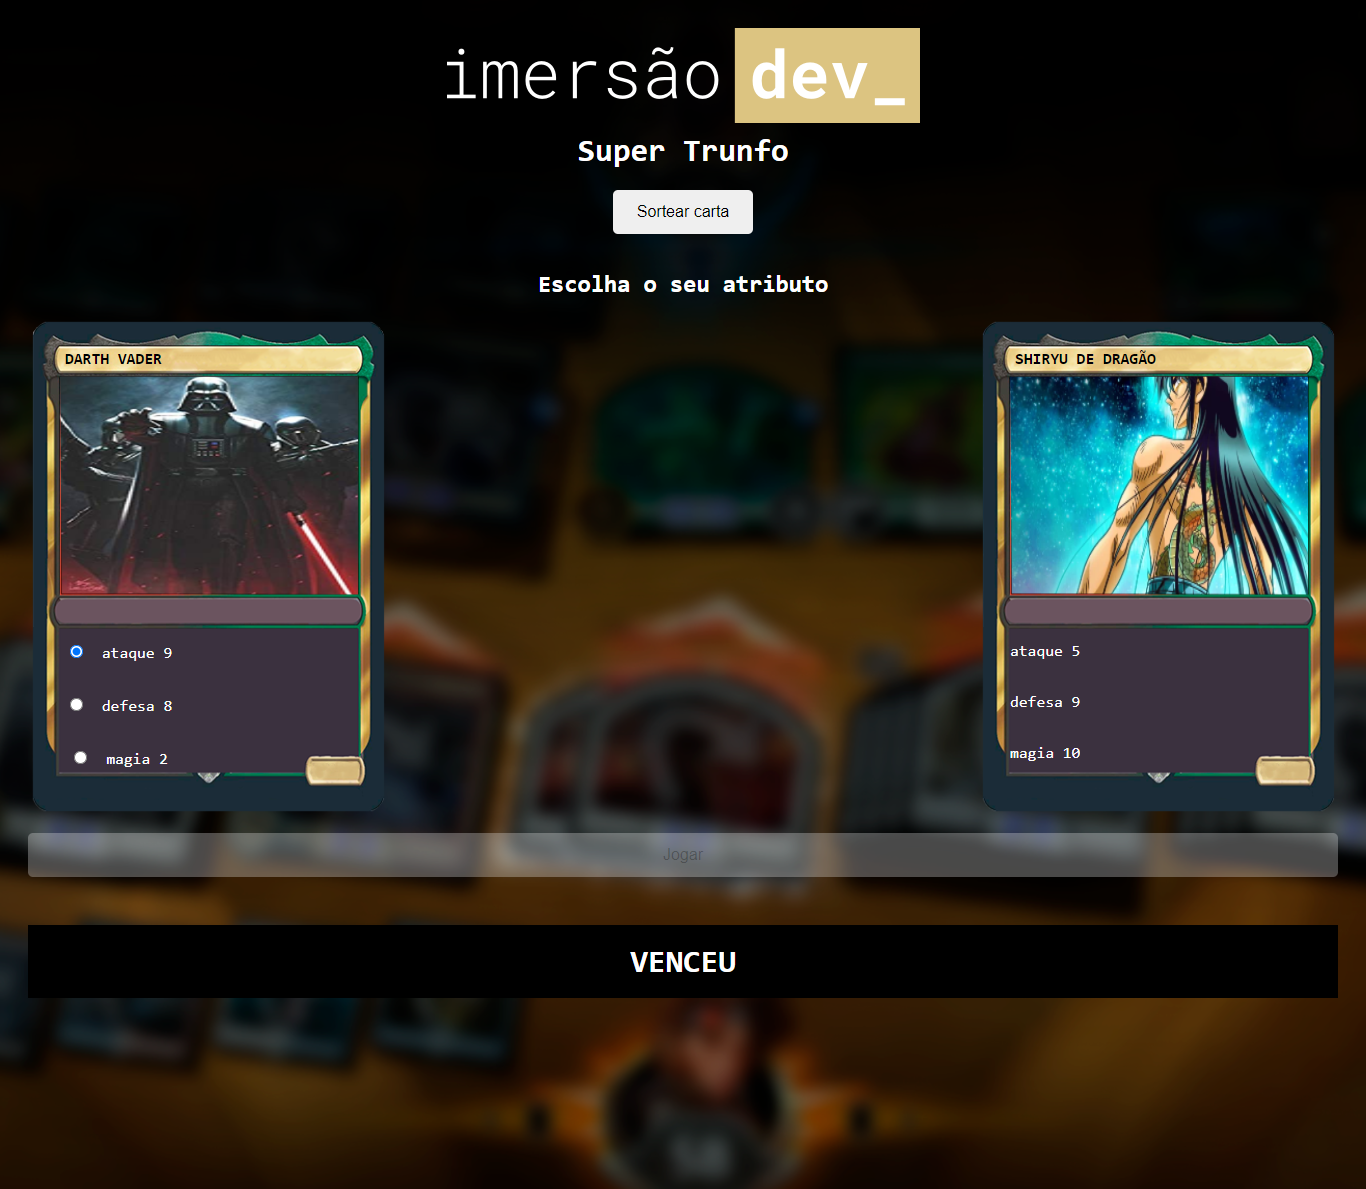 imersão dev_
Super Trunfo
Sortear carta
Escolha o seu atributo
DARTH VADER
ataque 9
defesa 8
magia 2
SHIRYU DE DRAGÃO
ataque 5
defesa 9
magia 10
Jogar
VENCEU